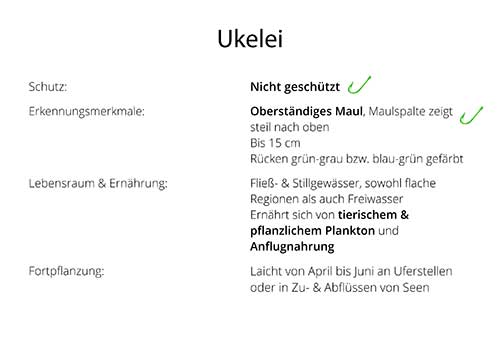 Ukelei
Schutz: Nicht geschützt
Erkennungsmerkmale: Oberständiges Maul, Maulspalte zeigt
steil nach oben
Bis 15 cm
Rücken grün-grau bzw. blau-grün gefärbt
Lebensraum & Ernährung: Fließ- & Stillgewässer, sowohl flache
Regionen als auch Freiwasser
Ernährt sich von tierischem &
pflanzlichem Plankton und
Anflugnahrung
Fortpflanzung: Laicht von April bis Juni an Uferstellen
oder in Zu- & Abflüssen von Seen